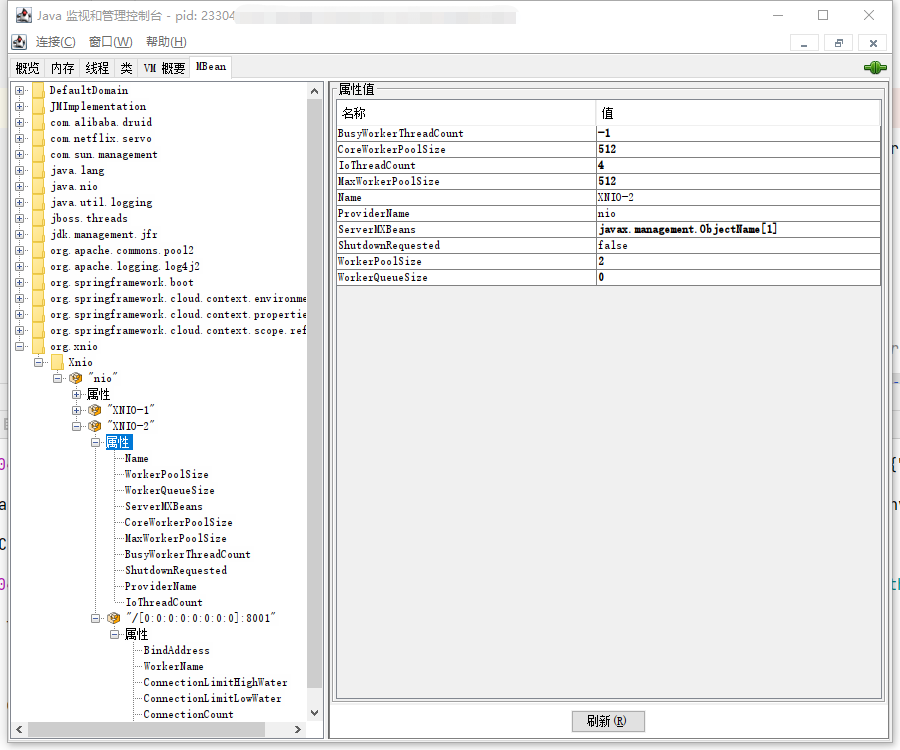 Java 监视和管理控制台 - pid: 23304
连接(C) 窗口(W) 帮助(H)
概览 内存 线程 类 VM 概要 MBean
DefaultDomain
JMImplementation
com.alibaba.druid
com.netflix.servo
com.sun.management
java.lang
java.nio
java.util.logging
jboss.threads
jdk.management.jfr
org.apache.commons.pool2
org.apache.logging.log4j2
org.springframework.boot
org.springframework.cloud.context.environme
org.springframework.cloud.context.propertie
org.springframework.cloud.context.scope.ref
org.xnio
Xnio
"nio"
属性
"XNIO-1"
"XNIO-2"
属性
Name
WorkerPoolSize
WorkerQueueSize
ServerMXBeans
CoreWorkerPoolSize
MaxWorkerPoolSize
BusyWorkerThreadCount
ShutdownRequested
ProviderName
IoThreadCount
"/[0:0:0:0:0:0:0:0]:8001"
属性
BindAddress
WorkerName
ConnectionLimitHighWater
ConnectionLimitLowWater
ConnectionCount
属性值
名称 值
BusyWorkerThreadCount -1
CoreWorkerPoolSize 512
IoThreadCount 4
MaxWorkerPoolSize 512
Name XNIO-2
ProviderName nio
ServerMXBeans javax.management.ObjectName[1]
ShutdownRequested false
WorkerPoolSize 2
WorkerQueueSize 0
刷新(R)